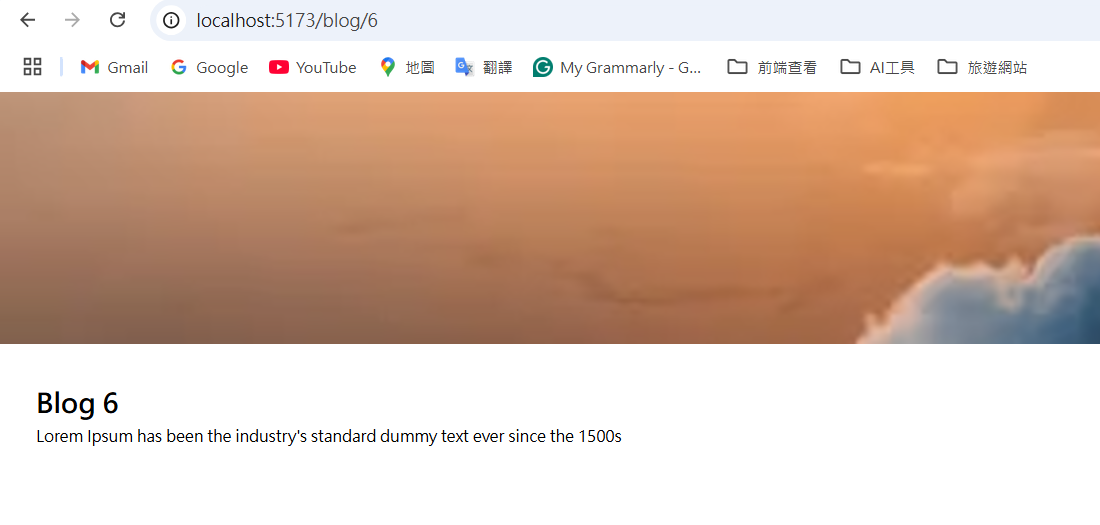 localhost:5173/blog/6
Gmail Google YouTube 地圖 翻譯 My Grammarly - G... 前端查看 AI工具 旅遊網站
Blog 6
Lorem Ipsum has been the industry's standard dummy text ever since the 1500s